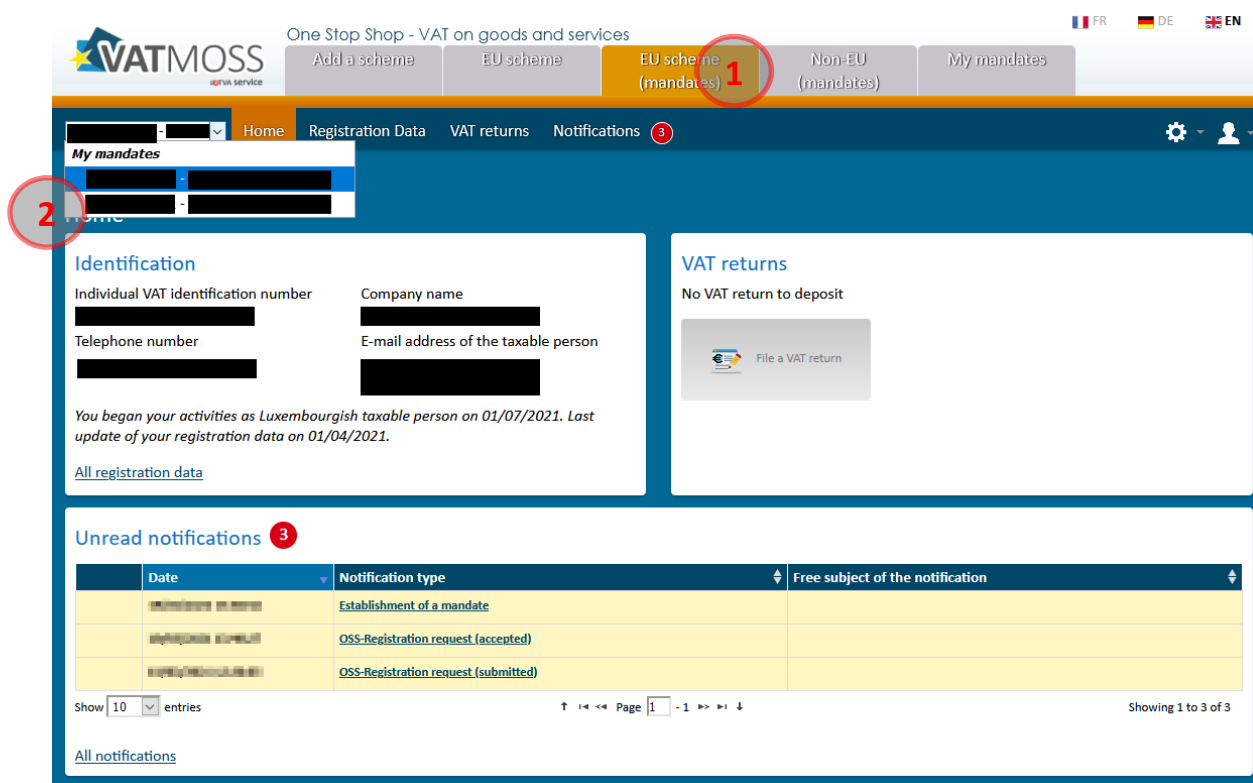 FR DE EN
VATMOSS
eTVA service
One Stop Shop - VAT on goods and services
Add a scheme EU scheme EU scheme (mandates) Non-EU (mandates) My mandates
1
- Home Registration Data VAT returns Notifications 3
My mandates
-
-
2
Home
Identification
Individual VAT identification number Company name
Telephone number E-mail address of the taxable person
You began your activities as Luxembourgish taxable person on 01/07/2021. Last
update of your registration data on 01/04/2021.
All registration data
VAT returns
No VAT return to deposit
File a VAT return
Unread notifications 3
Date Notification type Free subject of the notification
Establishment of a mandate
OSS-Registration request (accepted)
OSS-Registration request (submitted)
Show 10 entries Page 1 - 1 Showing 1 to 3 of 3
All notifications